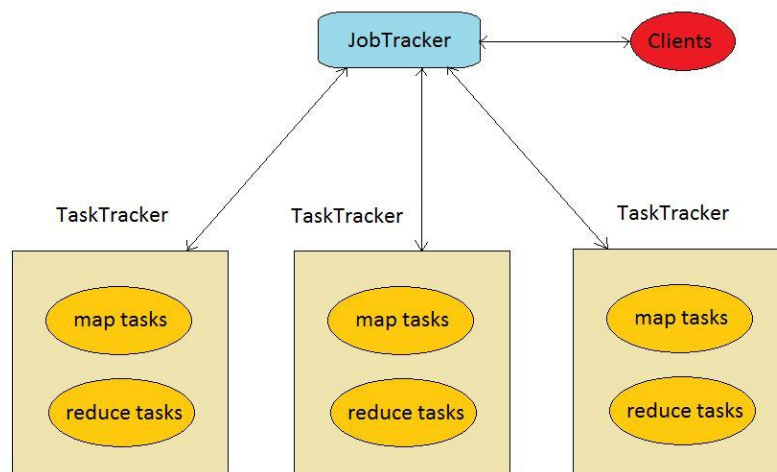 JobTracker
Clients
TaskTracker
TaskTracker
TaskTracker
map tasks
map tasks
map tasks
reduce tasks
reduce tasks
reduce tasks